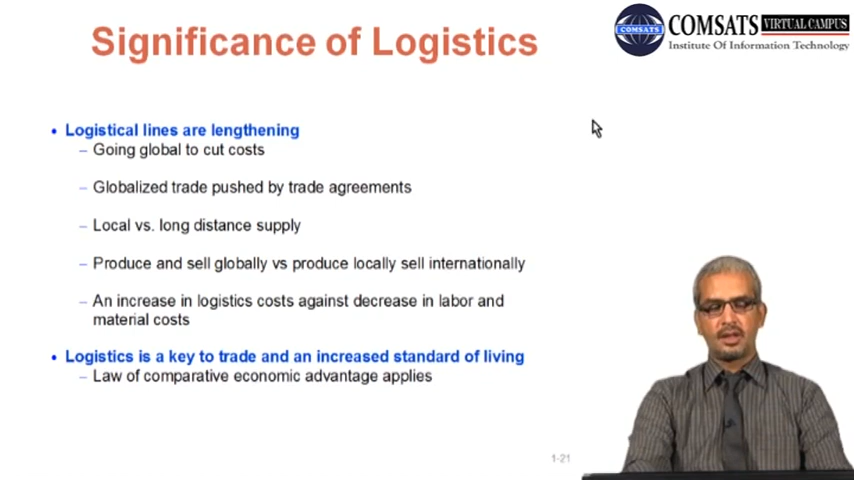 Significance of Logistics
COMSATS
COMSATS VIRTUAL CAMPUS
Institute Of Information Technology
• Logistical lines are lengthening
– Going global to cut costs
– Globalized trade pushed by trade agreements
– Local vs. long distance supply
– Produce and sell globally vs produce locally sell internationally
– An increase in logistics costs against decrease in labor and
material costs
• Logistics is a key to trade and an increased standard of living
– Law of comparative economic advantage applies
1-21